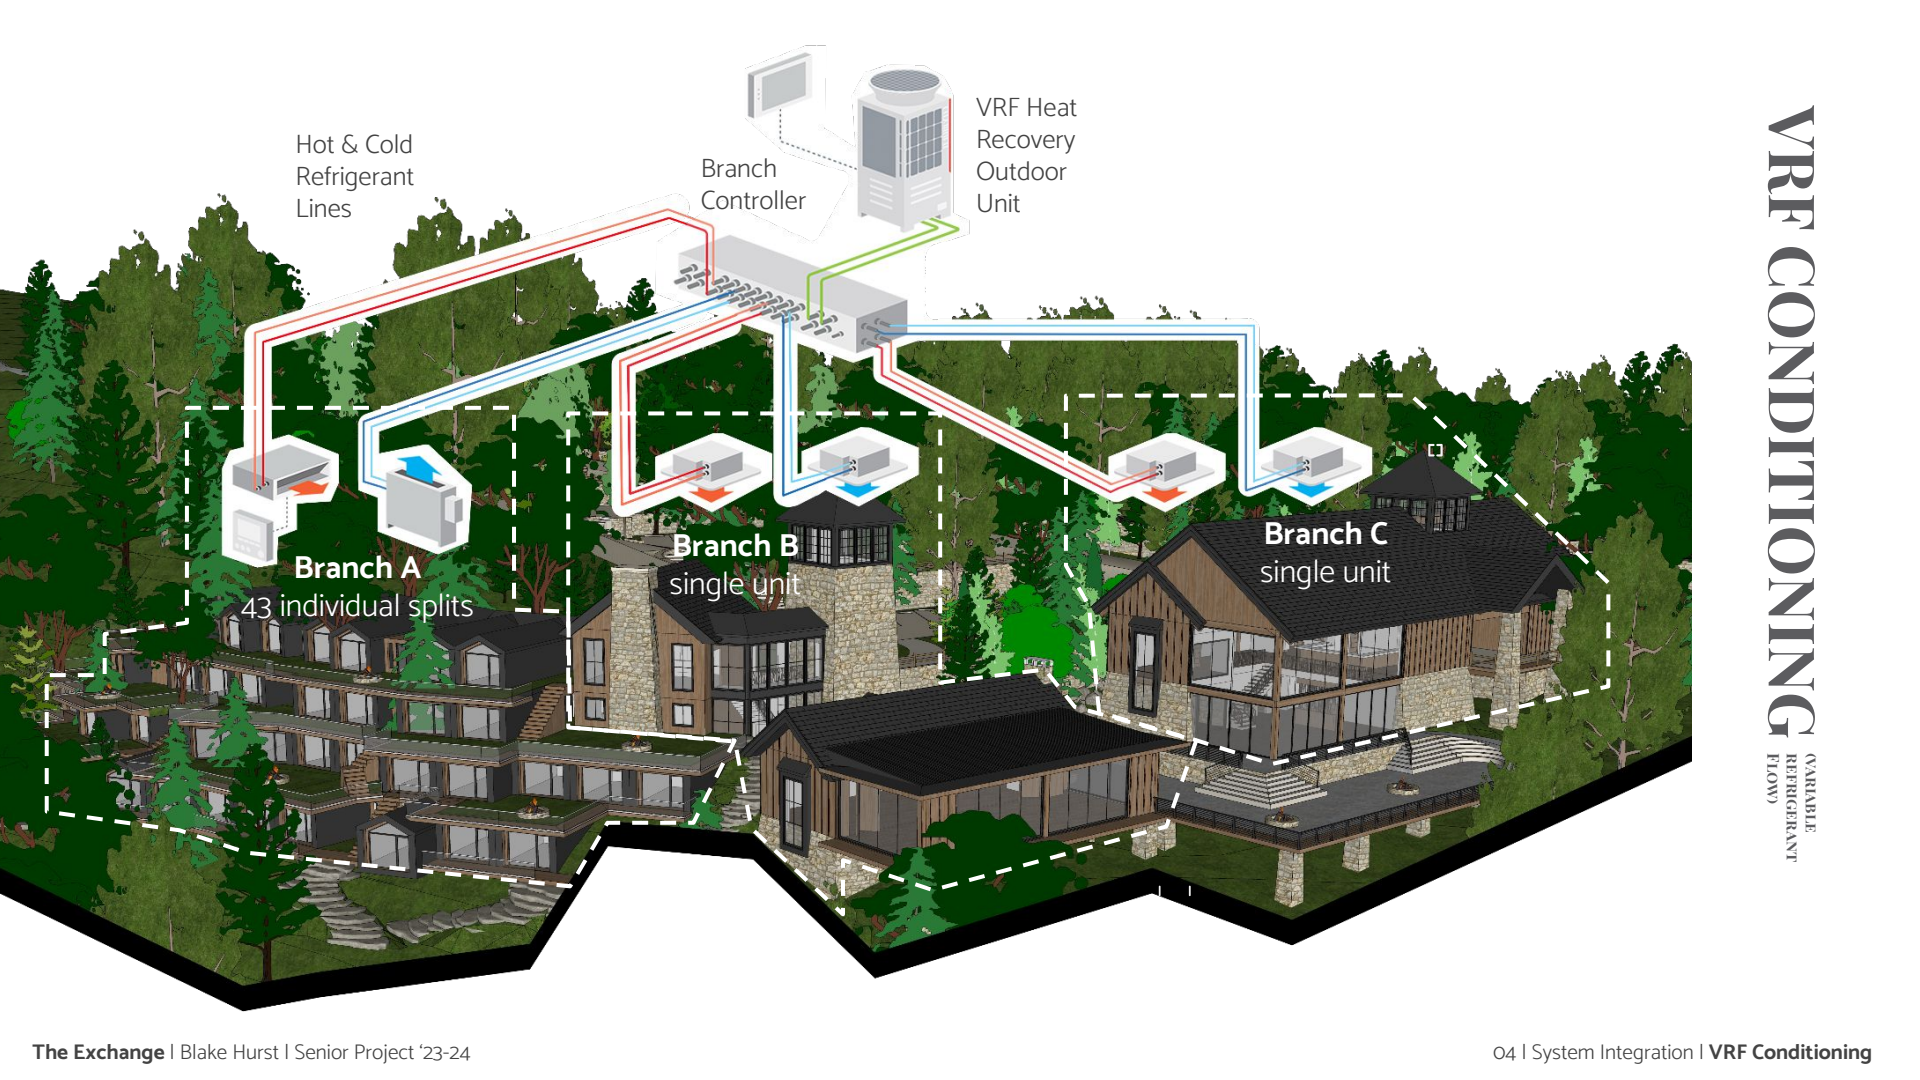 Hot & Cold
Refrigerant
Lines
Branch
Controller
VRF Heat
Recovery
Outdoor
Unit
Branch A
43 individual splits
Branch B
single unit
Branch C
single unit
VRF CONDITIONING
(VARIABLE
REFRIGERANT
FLOW)
The Exchange | Blake Hurst | Senior Project ‘23-24
04 | System Integration | VRF Conditioning